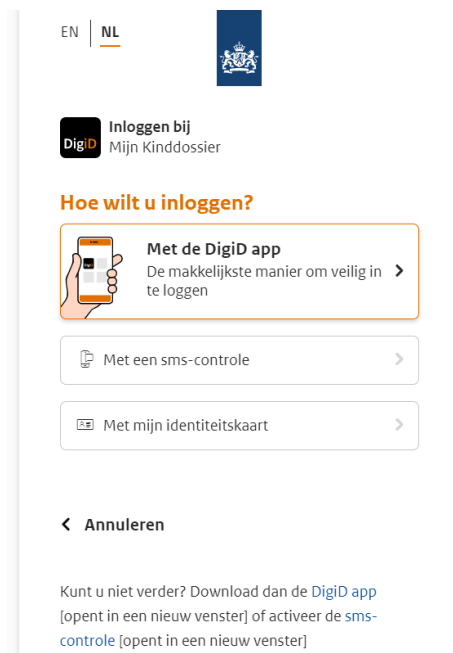 EN NL
DigiD
Inloggen bij
Mijn Kinddossier
Hoe wilt u inloggen?
Met de DigiD app
De makkelijkste manier om veilig in
te loggen
Met een sms-controle
Met mijn identiteitskaart
Annuleren
Kunt u niet verder? Download dan de DigiD app
[opent in een nieuw venster] of activeer de sms-
controle [opent in een nieuw venster]